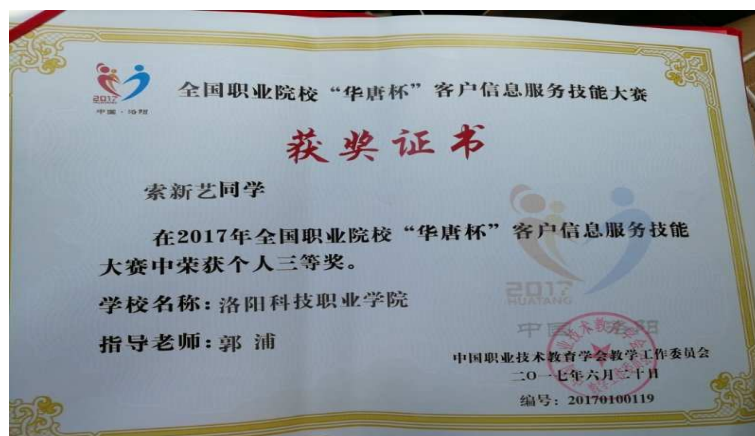 2017
中国·洛阳
全国职业院校“华唐杯”客户信息服务技能大赛
获奖证书
索新艺同学
在2017年全国职业院校“华唐杯”客户信息服务技能
大赛中荣获个人三等奖。
学校名称:洛阳科技职业学院
指导老师:郭 浦
2017
HUATANG
中国·洛阳
中国职业技术教育学会教学工作委员会
二〇一七年六月二十日
编号：20170100119